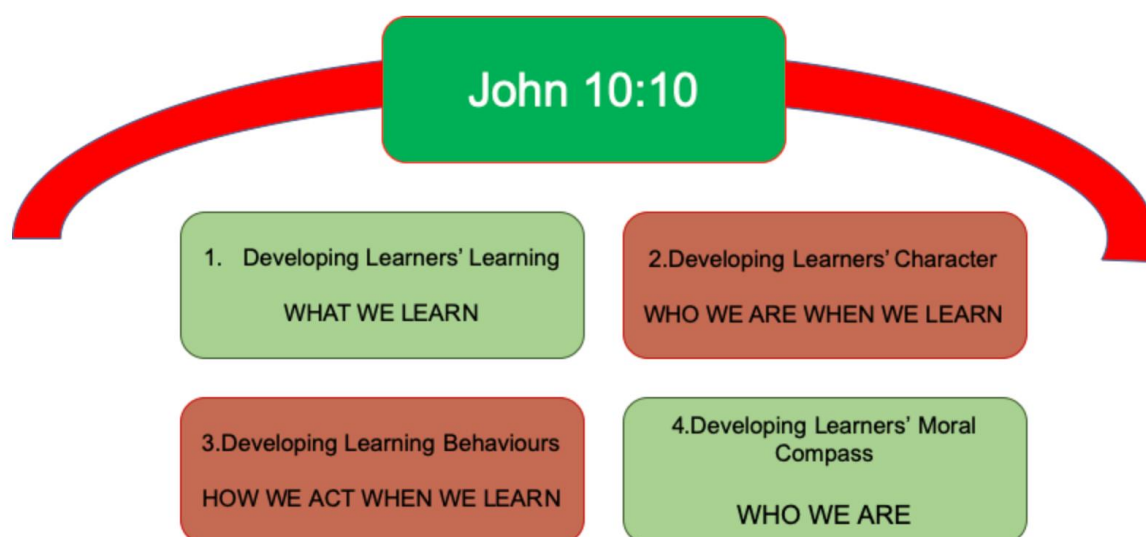 John 10:10
1. Developing Learners' Learning
WHAT WE LEARN
2.Developing Learners' Character
WHO WE ARE WHEN WE LEARN
3.Developing Learning Behaviours
HOW WE ACT WHEN WE LEARN
4.Developing Learners' Moral
Compass
WHO WE ARE